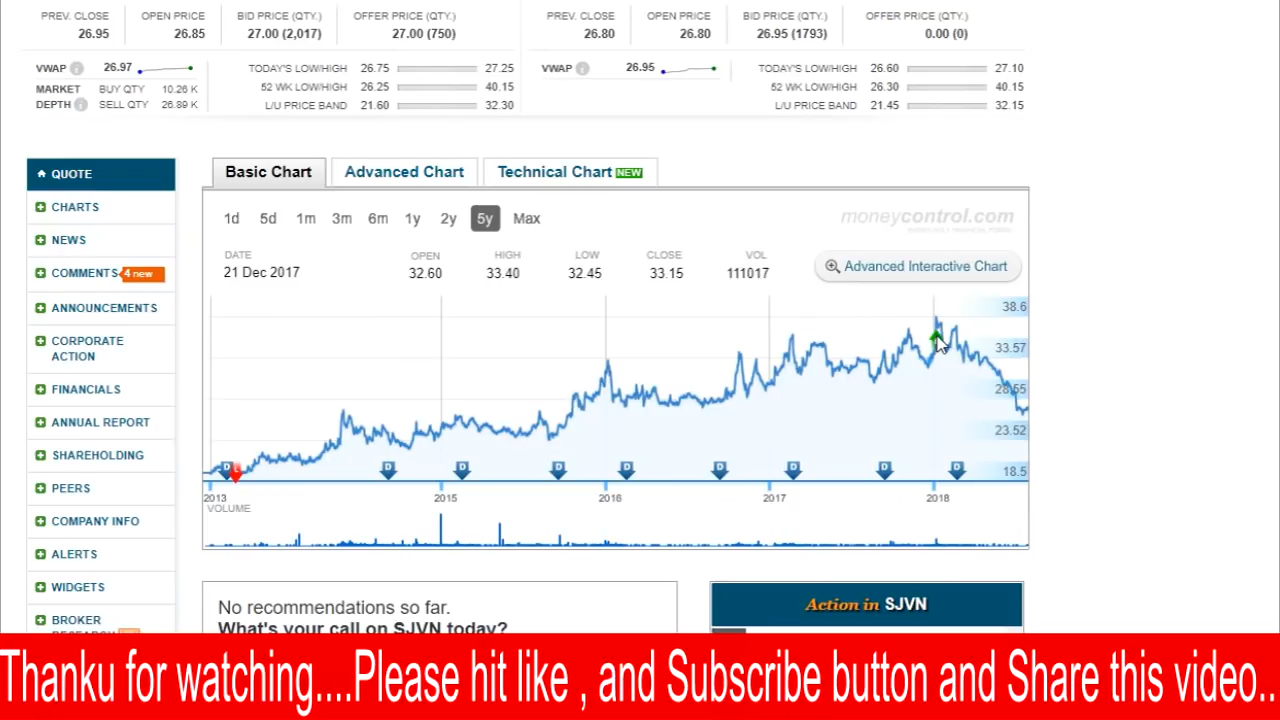 PREV. CLOSE OPEN PRICE BID PRICE (QTY.) OFFER PRICE (QTY.) PREV. CLOSE OPEN PRICE BID PRICE (QTY.) OFFER PRICE (QTY.)
26.95 26.85 27.00 (2,017) 27.00 (750) 26.80 26.80 26.95 (1793) 0.00 (0)
VWAP i 26.97 TODAY'S LOW/HIGH 26.75 27.25 VWAP i 26.95 TODAY'S LOW/HIGH 26.60 27.10
MARKET BUY QTY 10.26 K 52 WK LOW/HIGH 26.25 40.15 52 WK LOW/HIGH 26.30 40.15
DEPTH i SELL QTY 26.89 K L/U PRICE BAND 21.60 32.30 L/U PRICE BAND 21.45 32.15
QUOTE
CHARTS
NEWS
COMMENTS 4 new
ANNOUNCEMENTS
CORPORATE
ACTION
FINANCIALS
ANNUAL REPORT
SHAREHOLDING
PEERS
COMPANY INFO
ALERTS
WIDGETS
BROKER
RESEARCH
Basic Chart Advanced Chart Technical Chart NEW
1d 5d 1m 3m 6m 1y 2y 5y Max
moneycontrol.com
DATE OPEN HIGH LOW CLOSE VOL
21 Dec 2017 32.60 33.40 32.45 33.15 111017
Advanced Interactive Chart
38.6
33.57
28.55
23.52
18.5
D D D D D D D D D
2013 2015 2016 2017 2018
VOLUME
No recommendations so far.
What's your call on SJVN today?
Action in SJVN
Thanku for watching....Please hit like , and Subscribe button and Share this video..